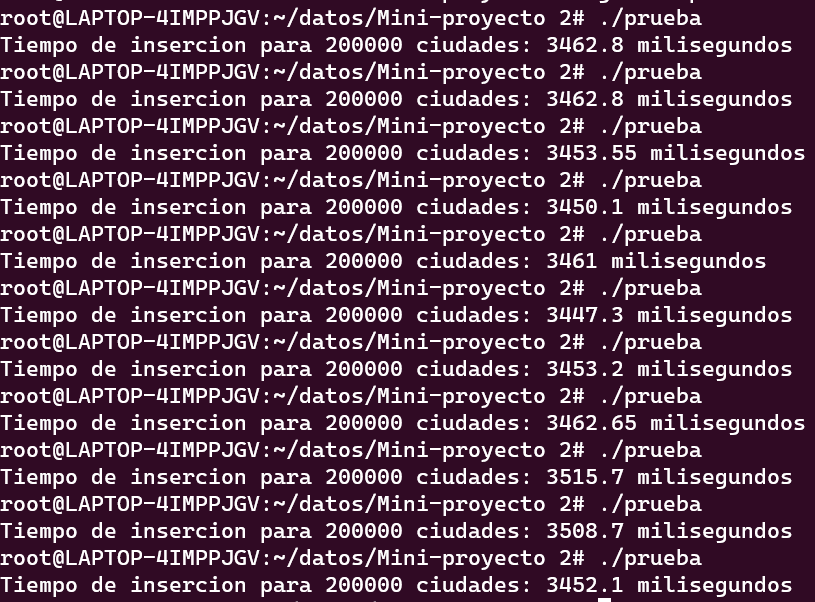 root@LAPTOP-4IMPPJGV:~/datos/Mini-proyecto 2# ./prueba
Tiempo de insercion para 200000 ciudades: 3462.8 milisegundos
root@LAPTOP-4IMPPJGV:~/datos/Mini-proyecto 2# ./prueba
Tiempo de insercion para 200000 ciudades: 3462.8 milisegundos
root@LAPTOP-4IMPPJGV:~/datos/Mini-proyecto 2# ./prueba
Tiempo de insercion para 200000 ciudades: 3453.55 milisegundos
root@LAPTOP-4IMPPJGV:~/datos/Mini-proyecto 2# ./prueba
Tiempo de insercion para 200000 ciudades: 3450.1 milisegundos
root@LAPTOP-4IMPPJGV:~/datos/Mini-proyecto 2# ./prueba
Tiempo de insercion para 200000 ciudades: 3461 milisegundos
root@LAPTOP-4IMPPJGV:~/datos/Mini-proyecto 2# ./prueba
Tiempo de insercion para 200000 ciudades: 3447.3 milisegundos
root@LAPTOP-4IMPPJGV:~/datos/Mini-proyecto 2# ./prueba
Tiempo de insercion para 200000 ciudades: 3453.2 milisegundos
root@LAPTOP-4IMPPJGV:~/datos/Mini-proyecto 2# ./prueba
Tiempo de insercion para 200000 ciudades: 3462.65 milisegundos
root@LAPTOP-4IMPPJGV:~/datos/Mini-proyecto 2# ./prueba
Tiempo de insercion para 200000 ciudades: 3515.7 milisegundos
root@LAPTOP-4IMPPJGV:~/datos/Mini-proyecto 2# ./prueba
Tiempo de insercion para 200000 ciudades: 3508.7 milisegundos
root@LAPTOP-4IMPPJGV:~/datos/Mini-proyecto 2# ./prueba
Tiempo de insercion para 200000 ciudades: 3452.1 milisegundos